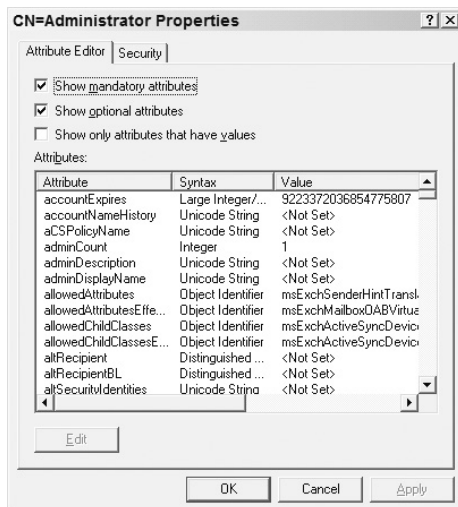 CN=Administrator Properties
Attribute Editor Security
Show mandatory attributes
Show optional attributes
Show only attributes that have values
Attributes:
Attribute Syntax Value
accountExpires Large Integer/... 9223372036854775807
accountNameHistory Unicode String <Not Set>
aCSPolicyName Unicode String <Not Set>
adminCount Integer 1
adminDescription Unicode String <Not Set>
adminDisplayName Unicode String <Not Set>
allowedAttributes Object Identifier msExchSenderHintTransl
allowedAttributesEffe... Object Identifier msExchMailboxOABVirtua
allowedChildClasses Object Identifier msExchActiveSyncDevic
allowedChildClassesE... Object Identifier msExchActiveSyncDevic
altRecipient Distinguished ... <Not Set>
altRecipientBL Distinguished ... <Not Set>
altSecurityIdentities Unicode String <Not Set>
Edit
OK Cancel Apply